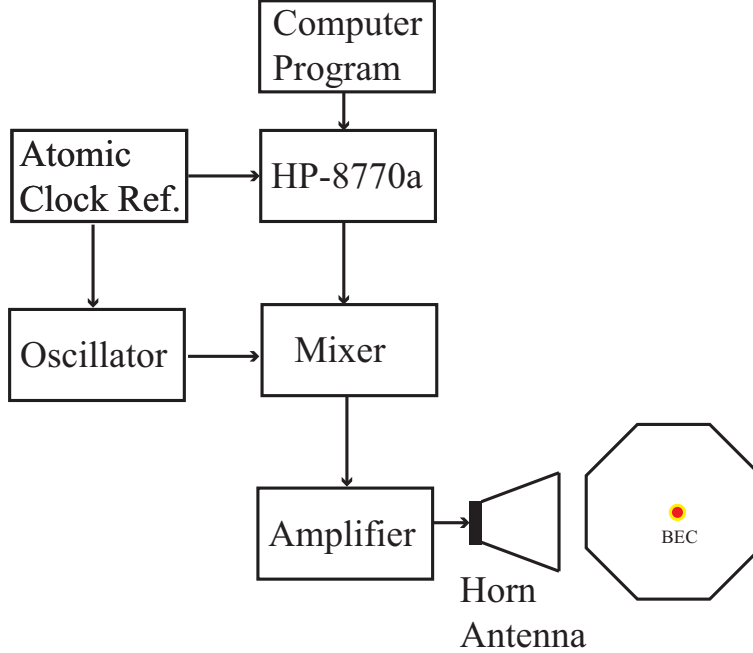 Computer
Program
Atomic
Clock Ref.
HP-8770a
Oscillator
Mixer
Amplifier
BEC
Horn
Antenna